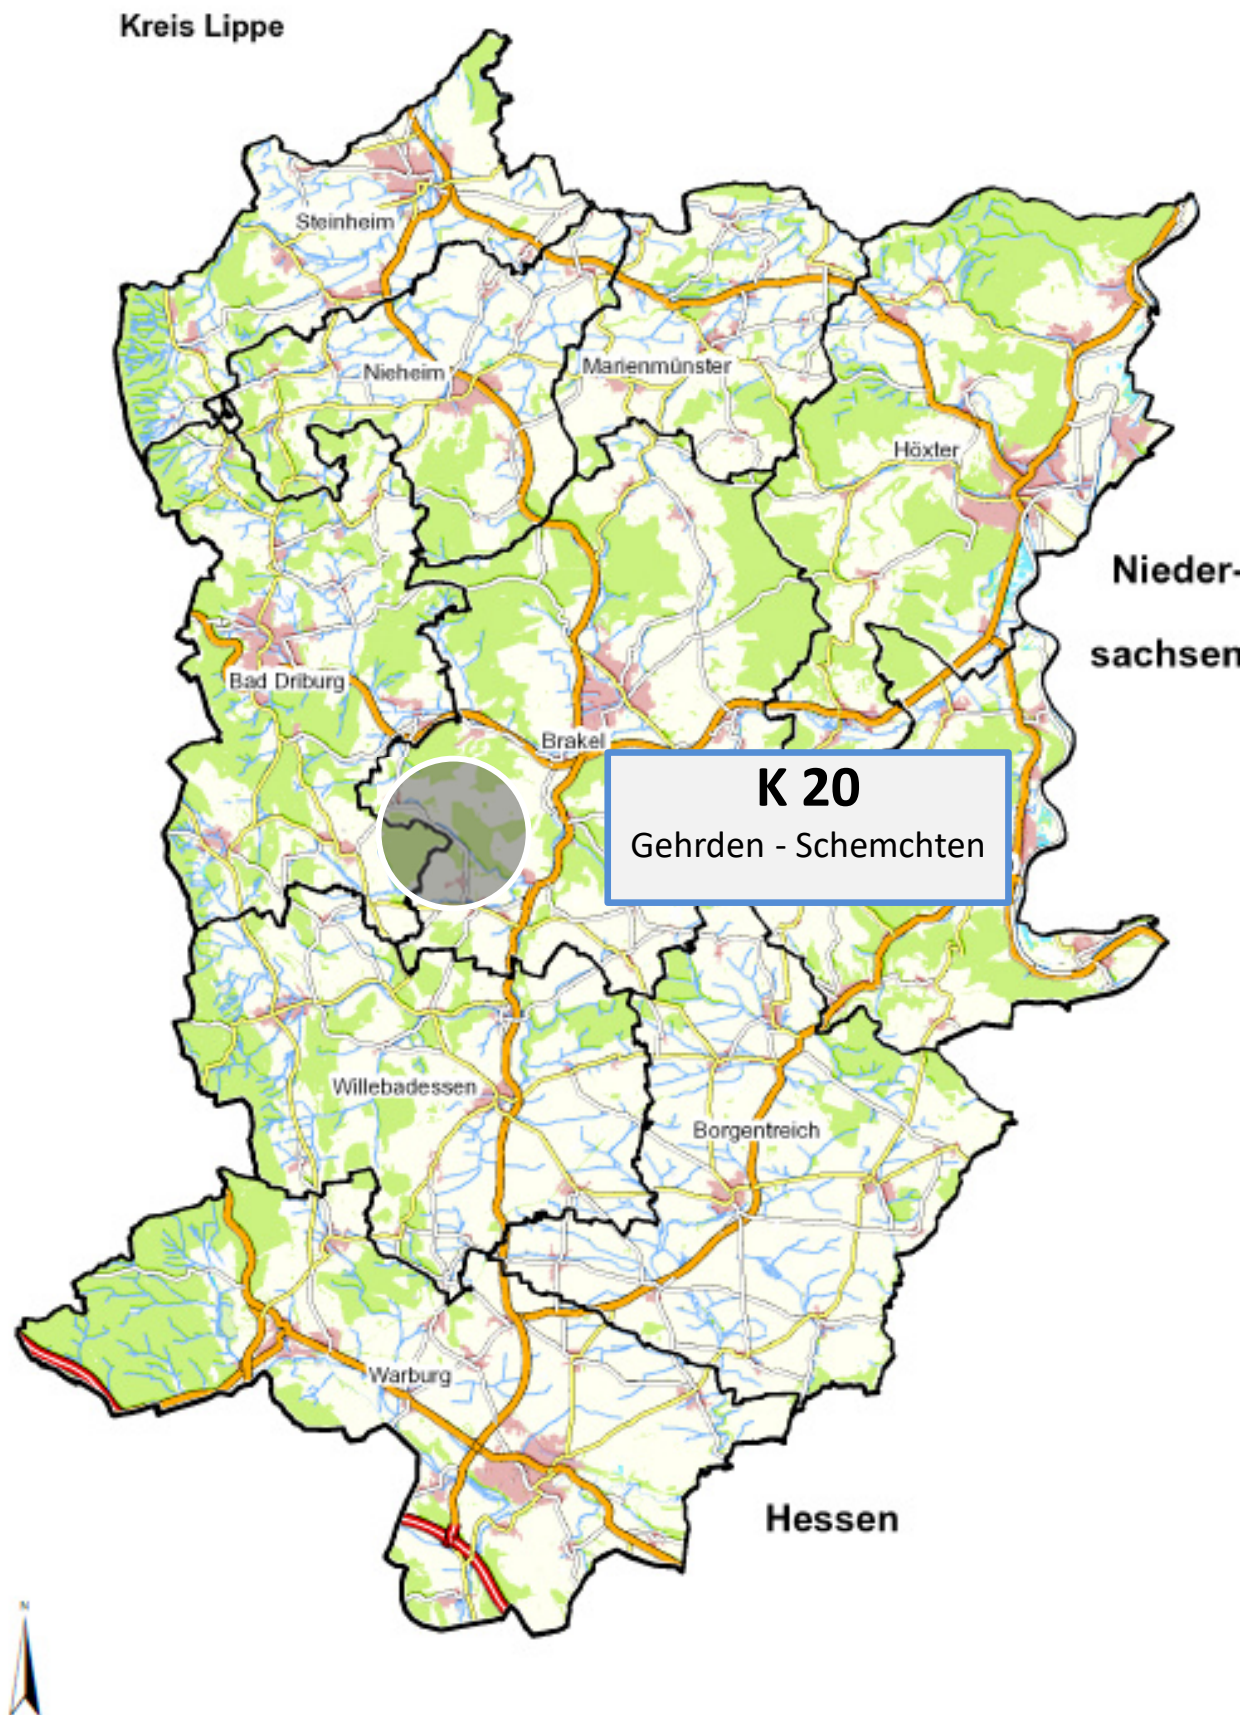 Kreis Lippe
Steinheim
Nieheim
Marienmünster
Höxter
Nieder-
sachsen
Bad Driburg
Brakel
K 20
Gehrden - Schemchten
Willebadessen
Borgentreich
Warburg
Hessen
N